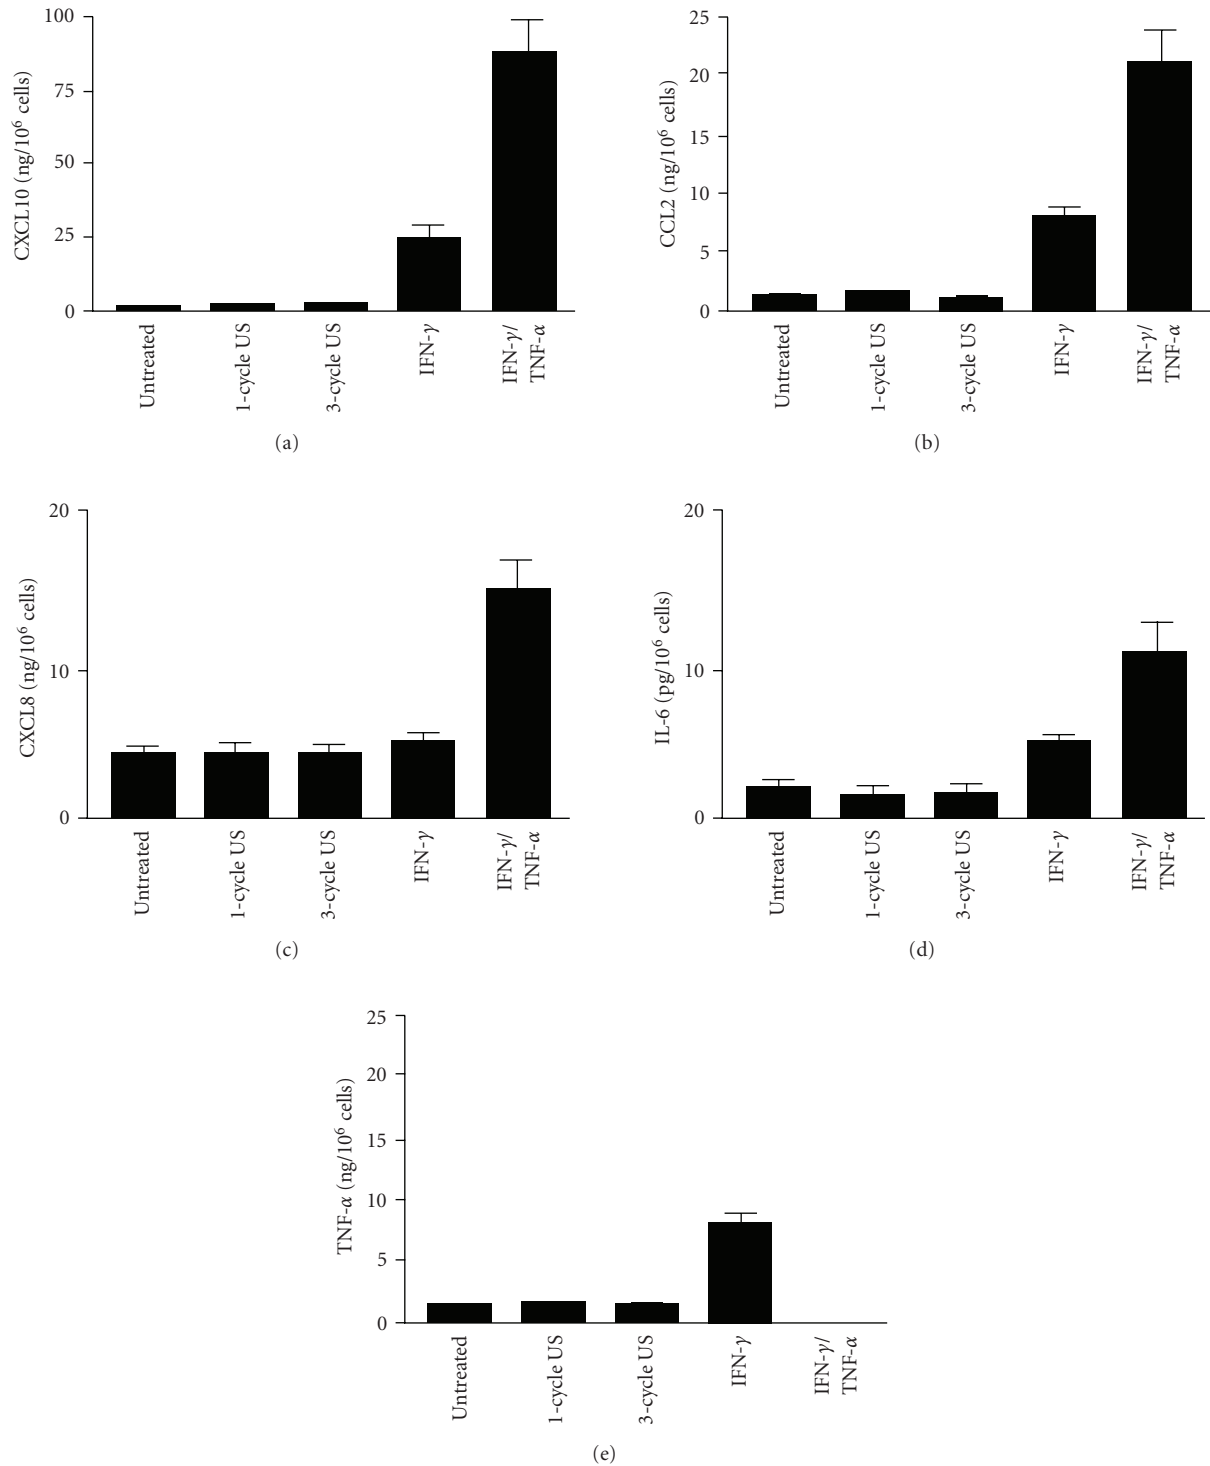 100
75
50
25
0
CXCL10 (ng/10⁶ cells)
Untreated
1-cycle US
3-cycle US
IFN-γ
IFN-γ/
TNF-α
(a)
25
20
15
10
5
0
CCL2 (ng/10⁶ cells)
Untreated
1-cycle US
3-cycle US
IFN-γ
IFN-γ/
TNF-α
(b)
20
10
0
CXCL8 (ng/10⁶ cells)
Untreated
1-cycle US
3-cycle US
IFN-γ
IFN-γ/
TNF-α
(c)
20
10
0
IL-6 (pg/10⁶ cells)
Untreated
1-cycle US
3-cycle US
IFN-γ
IFN-γ/
TNF-α
(d)
25
20
15
10
5
0
TNF-α (ng/10⁶ cells)
Untreated
1-cycle US
3-cycle US
IFN-γ
IFN-γ/
TNF-α
(e)